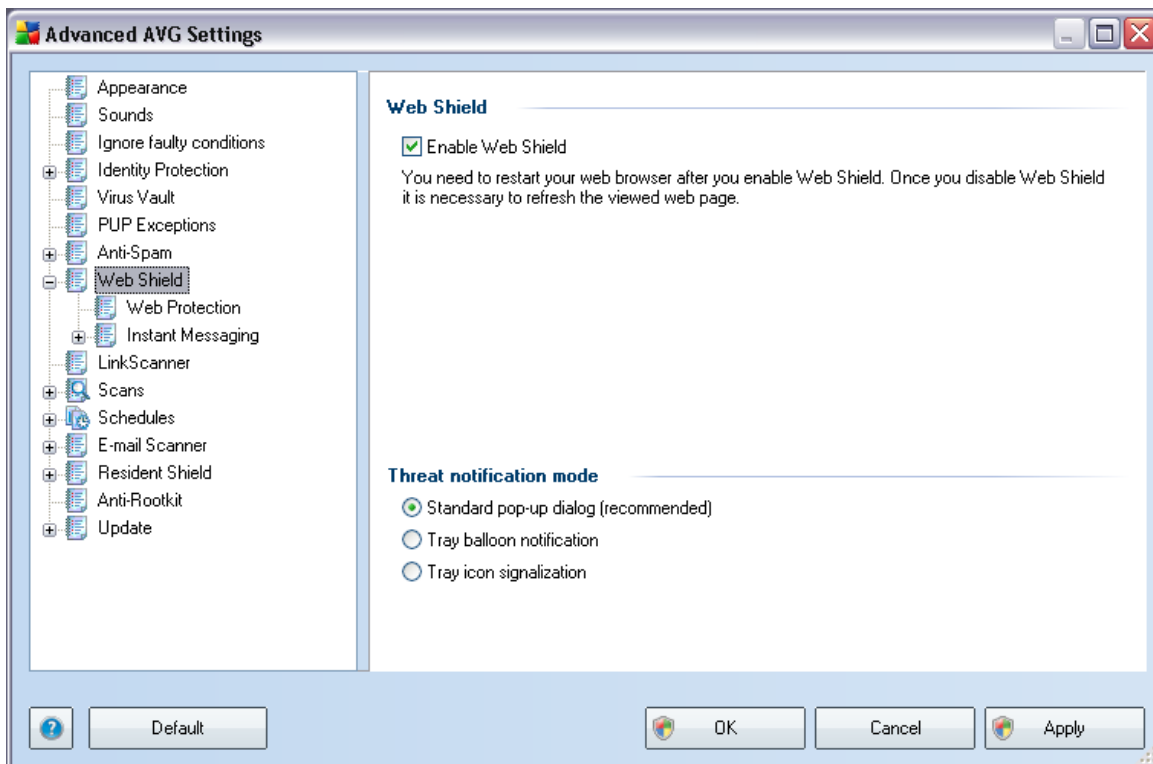 Advanced AVG Settings
Appearance
Sounds
Ignore faulty conditions
Identity Protection
Virus Vault
PUP Exceptions
Anti-Spam
Web Shield
Web Protection
Instant Messaging
LinkScanner
Scans
Schedules
E-mail Scanner
Resident Shield
Anti-Rootkit
Update
Web Shield
Enable Web Shield
You need to restart your web browser after you enable Web Shield. Once you disable Web Shield
it is necessary to refresh the viewed web page.
Threat notification mode
Standard pop-up dialog (recommended)
Tray balloon notification
Tray icon signalization
?
Default
OK
Cancel
Apply